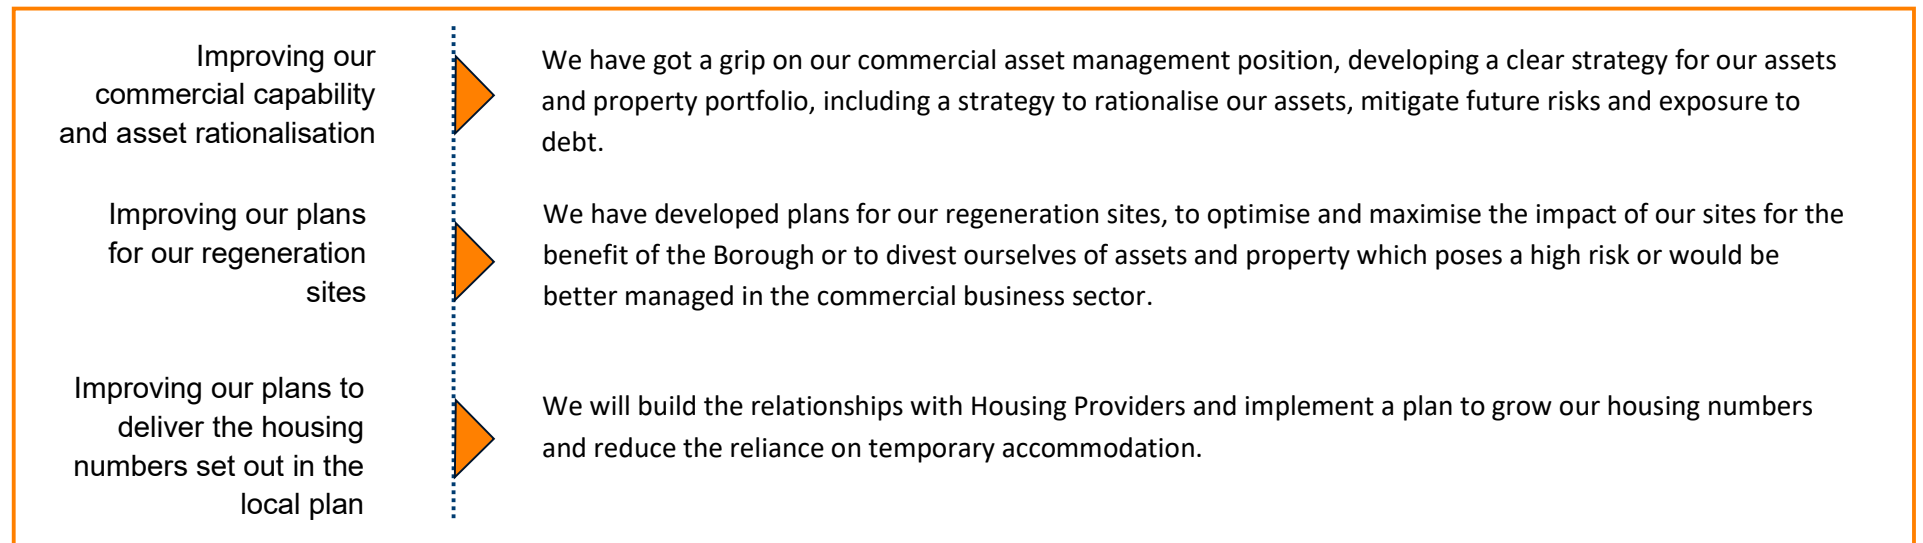 Improving our
commercial capability
and asset rationalisation
We have got a grip on our commercial asset management position, developing a clear strategy for our assets
and property portfolio, including a strategy to rationalise our assets, mitigate future risks and exposure to
debt.
Improving our plans
for our regeneration
sites
We have developed plans for our regeneration sites, to optimise and maximise the impact of our sites for the
benefit of the Borough or to divest ourselves of assets and property which poses a high risk or would be
better managed in the commercial business sector.
Improving our plans to
deliver the housing
numbers set out in the
local plan
We will build the relationships with Housing Providers and implement a plan to grow our housing numbers
and reduce the reliance on temporary accommodation.